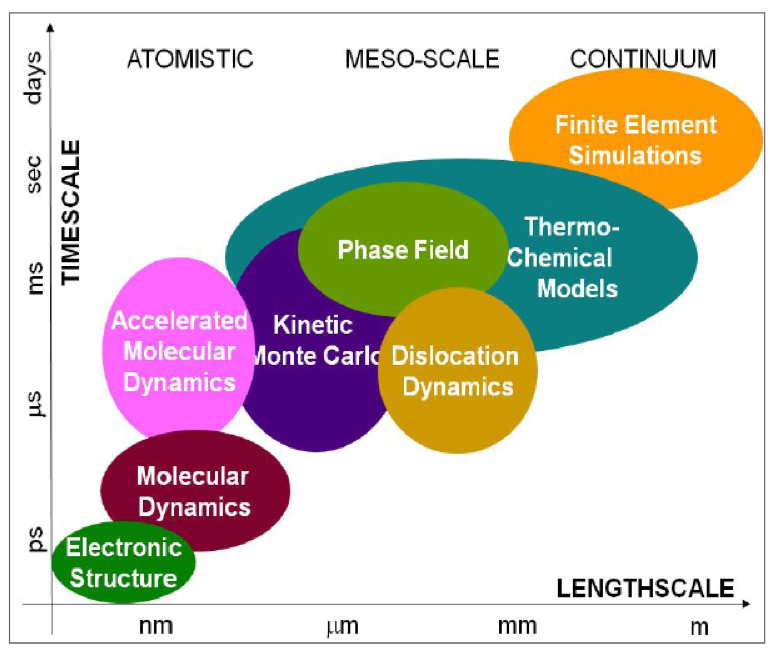 ATOMISTIC MESO-SCALE CONTINUUM
days
sec
ms
μs
ps
TIMESCALE
Finite Element
Simulations
Thermo-
Chemical
Models
Phase Field
Kinetic
Monte Carlo
Accelerated
Molecular
Dynamics
Dislocation
Dynamics
Molecular
Dynamics
Electronic
Structure
LENGTHSCALE
nm μm mm m